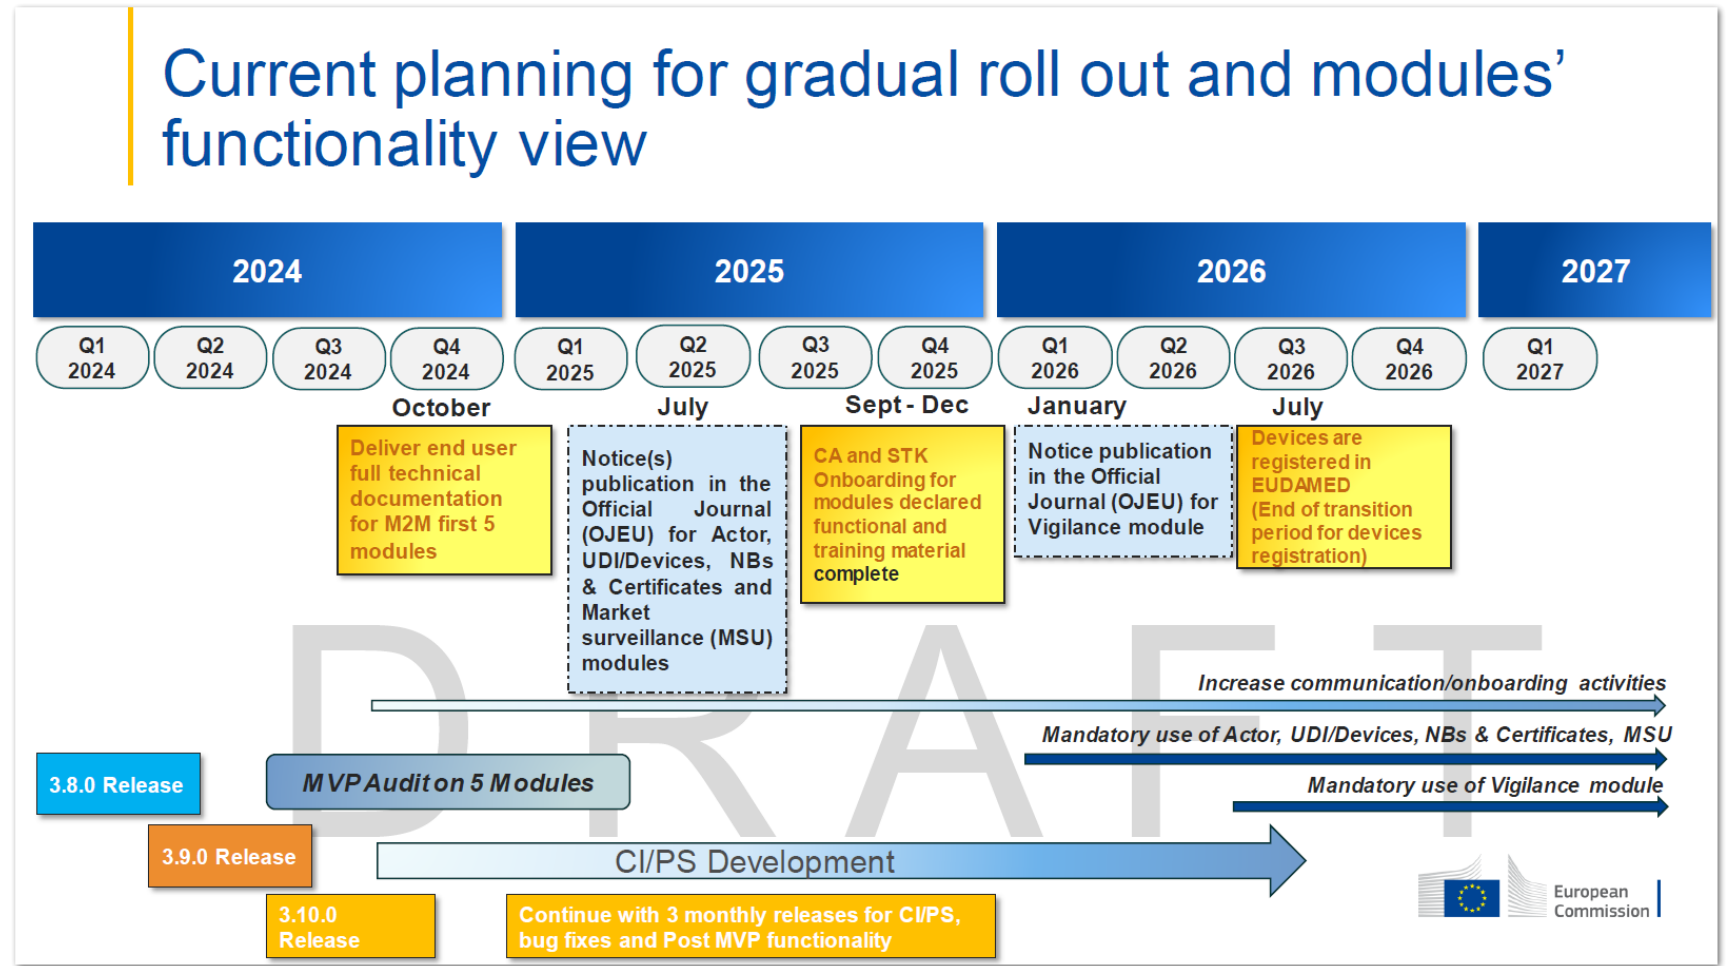 Current planning for gradual roll out and modules’
functionality view
2024
2025
2026
2027
Q1
2024
Q2
2024
Q3
2024
Q4
2024
Q1
2025
Q2
2025
Q3
2025
Q4
2025
Q1
2026
Q2
2026
Q3
2026
Q4
2026
Q1
2027
October
July
Sept - Dec
January
July
Deliver end user
full technical
documentation
for M2M first 5
modules
Notice(s)
publication in the
Official Journal
(OJEU) for Actor,
UDI/Devices, NBs
& Certificates and
Market
surveillance (MSU)
modules
CA and STK
Onboarding for
modules declared
functional and
training material
complete
Notice publication
in the Official
Journal (OJEU) for
Vigilance module
Devices are
registered in
EUDAMED
(End of transition
period for devices
registration)
DRAFT
Increase communication/onboarding activities
Mandatory use of Actor, UDI/Devices, NBs & Certificates, MSU
Mandatory use of Vigilance module
3.8.0 Release
MVP Audit on 5 Modules
3.9.0 Release
CI/PS Development
3.10.0
Release
Continue with 3 monthly releases for CI/PS,
bug fixes and Post MVP functionality
European
Commission